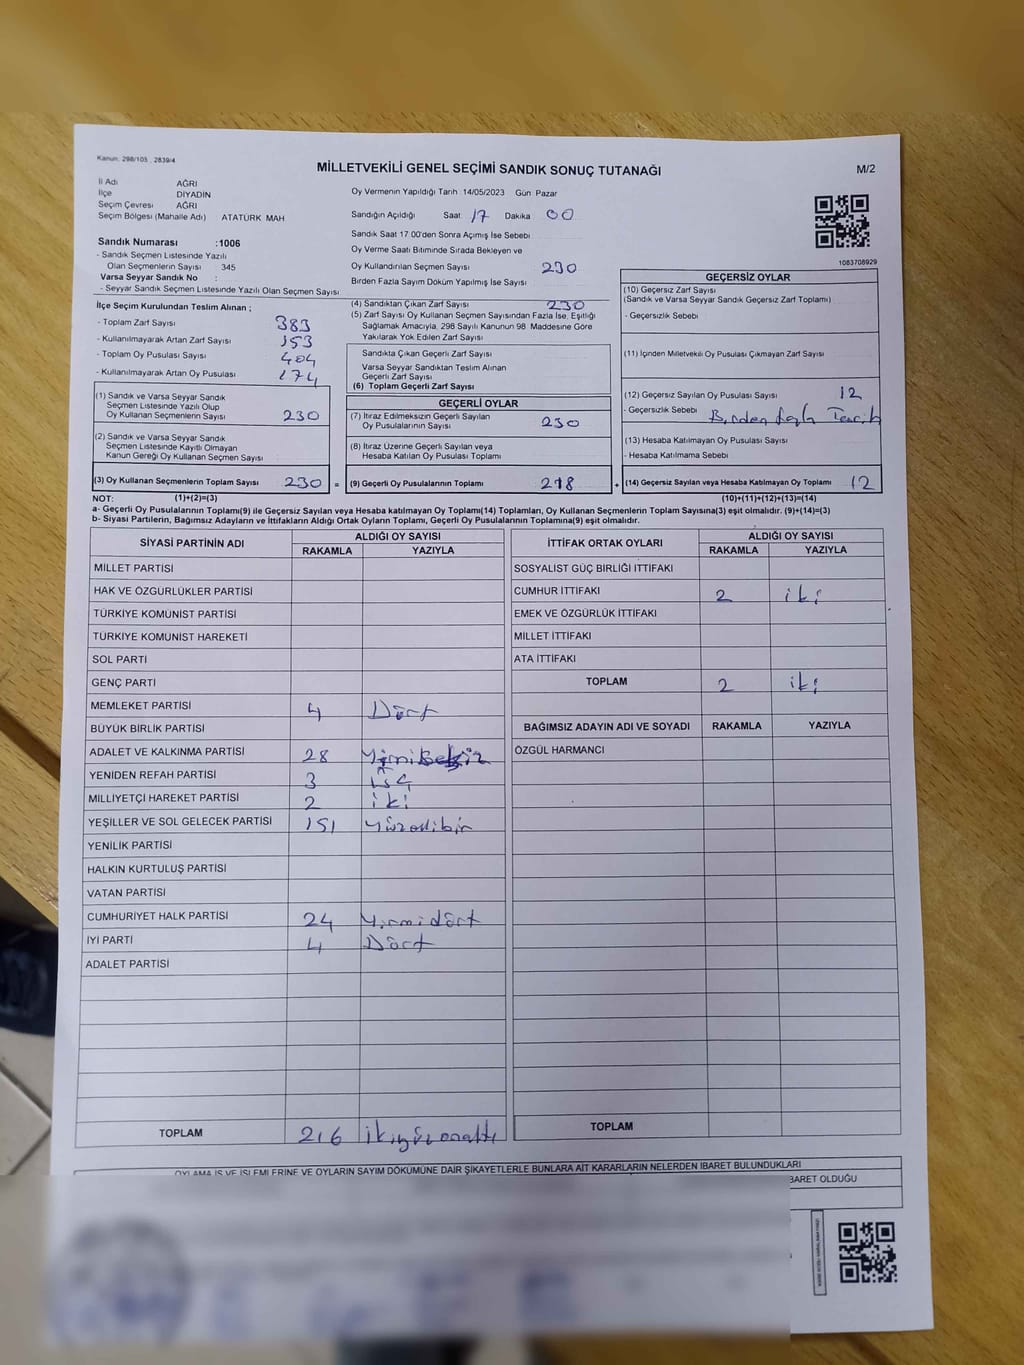 Kanun. 298/105 , 2839/4
MİLLETVEKİLİ GENEL SEÇİMİ SANDIK SONUÇ TUTANAĞI
M/2
İl Adı AĞRI
İlçe DİYADİN
Seçim Çevresi AĞRI
Seçim Bölgesi (Mahalle Adı) ATATÜRK MAH
Sandık Numarası :1006
- Sandık Seçmen Listesinde Yazılı
Olan Seçmenlerin Sayısı 345
Varsa Seyyar Sandık No :
- Seyyar Sandık Seçmen Listesinde Yazılı Olan Seçmen Sayısı
Oy Vermenin Yapıldığı Tarih 14/05/2023 Gün Pazar
Sandığın Açıldığı Saat 17 Dakika 00
Sandık Saat 17 00'den Sonra Açımış İse Sebebi
Oy Verme Saati Bitiminde Sırada Bekleyen ve
Oy Kullandırılan Seçmen Sayısı 230
Birden Fazla Sayım Döküm Yapılmış İse Sayısı
1083708929
İlçe Seçim Kurulundan Teslim Alınan ;
- Toplam Zarf Sayısı 383
- Kullanılmayarak Artan Zarf Sayısı 153
- Toplam Oy Pusulası Sayısı 404
- Kullanılmayarak Artan Oy Pusulası 174
(1) Sandık ve Varsa Seyyar Sandık
Seçmen Listesinde Yazılı Olup
Oy Kullanan Seçmenlerin Sayısı 230
(2) Sandık ve Varsa Seyyar Sandık
Seçmen Listesinde Kayıtlı Olmayan
Kanun Gereği Oy Kullanan Seçmen Sayısı
(3) Oy Kullanan Seçmenlerin Toplam Sayısı 230 =
(4) Sandıktan Çıkan Zarf Sayısı 230
(5) Zarf Sayısı Oy Kullanan Seçmen Sayısından Fazla İse, Eşitliği
Sağlamak Amacıyla, 298 Sayılı Kanunun 98. Maddesine Göre
Yakılarak Yok Edilen Zarf Sayısı
Sandıkta Çıkan Geçerli Zarf Sayısı
Varsa Seyyar Sandıktan Teslim Alınan
Geçerli Zarf Sayısı
(6) Toplam Geçerli Zarf Sayısı
GEÇERLİ OYLAR
(7) İtiraz Edilmeksizin Geçerli Sayılan
Oy Pusulalarının Sayısı 230
(8) İtiraz Üzerine Geçerli Sayılan veya
Hesaba Katılan Oy Pusulası Toplamı
(9) Geçerli Oy Pusulalarının Toplamı 218 +
GEÇERSİZ OYLAR
(10) Geçersiz Zarf Sayısı
(Sandık ve Varsa Seyyar Sandık Geçersiz Zarf Toplamı)
- Geçersizlik Sebebi
(11) İçinden Milletvekili Oy Pusulası Çıkmayan Zarf Sayısı
(12) Geçersiz Sayılan Oy Pusulası Sayısı 12
- Geçersizlik Sebebi Birden fazla Tercih
(13) Hesaba Katılmayan Oy Pusulası Sayısı
- Hesaba Katılmama Sebebi
(14) Geçersiz Sayılan veya Hesaba Katılmayan Oy Toplamı 12
NOT: (1)+(2)=(3) (10)+(11)+(12)+(13)=(14)
a- Geçerli Oy Pusulalarının Toplamı(9) ile Geçersiz Sayılan veya Hesaba Katılmayan Oy Toplamı(14) Toplamları, Oy Kullanan Seçmenlerin Toplam Sayısına(3) eşit olmalıdır. (9)+(14)=(3)
b- Siyasi Partilerin, Bağımsız Adayların ve İttifakların Aldığı Ortak Oyların Toplamı, Geçerli Oy Pusulalarının Toplamına(9) eşit olmalıdır.
SİYASİ PARTİNİN ADI ALDIĞI OY SAYISI
RAKAMLA YAZIYLA
MİLLET PARTİSİ
HAK VE ÖZGÜRLÜKLER PARTİSİ
TÜRKİYE KOMÜNİST PARTİSİ
TÜRKİYE KOMÜNİST HAREKETİ
SOL PARTİ
GENÇ PARTİ
MEMLEKET PARTİSİ 4 Dört
BÜYÜK BİRLİK PARTİSİ
ADALET VE KALKINMA PARTİSİ 28 Yirmisekiz
YENİDEN REFAH PARTİSİ 3 üç
MİLLİYETÇİ HAREKET PARTİSİ 2 iki
YEŞİLLER VE SOL GELECEK PARTİSİ 151 Yüzellibir
YENİLİK PARTİSİ
HALKIN KURTULUŞ PARTİSİ
VATAN PARTİSİ
CUMHURİYET HALK PARTİSİ 24 Yirmidört
İYİ PARTİ 4 Dört
ADALET PARTİSİ
TOPLAM 216 ikiyüzonaltı
İTTİFAK ORTAK OYLARI ALDIĞI OY SAYISI
RAKAMLA YAZIYLA
SOSYALİST GÜÇ BİRLİĞİ İTTİFAKI
CUMHUR İTTİFAKI 2 iki
EMEK VE ÖZGÜRLÜK İTTİFAKI
MİLLET İTTİFAKI
ATA İTTİFAKI
TOPLAM 2 iki
BAĞIMSIZ ADAYIN ADI VE SOYADI RAKAMLA YAZIYLA
ÖZGÜL HARMANCI
TOPLAM
OYLAMA İŞ VE İŞLEMLERİNE VE OYLARIN SAYIM DÖKÜMÜNE DAİR ŞİKAYETLERLE BUNLARA AİT KARARLARIN NELERDEN İBARET BULUNDUKLARI
BARET OLDUĞU